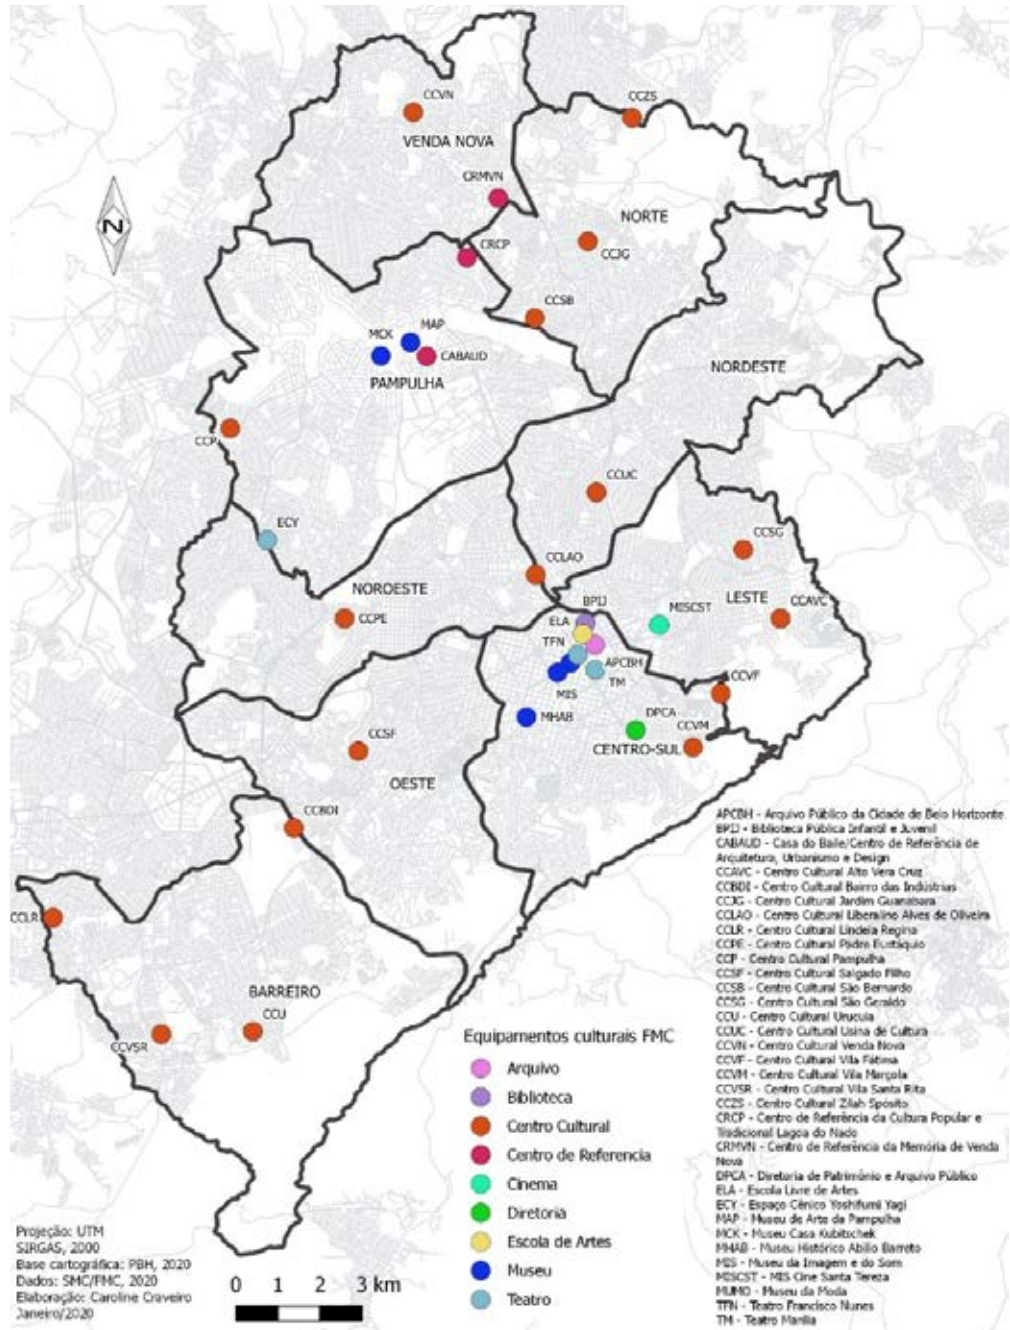 CCVN
CCZS
VENDA NOVA
CRMVN
NORTE
N
CRCP
CCJG
CCSB
MCK
MAP
CABAUD
PAMPULHA
NORDESTE
CCP
CCUC
ECY
CCSG
CCLAO
NOROESTE
LESTE
BPIJ
MISCST
CCAVC
ELA
CCPE
TFN
APCBH
TM
CCVF
MIS
MHAB
DPCA
CCVM
CCSF
CENTRO-SUL
OESTE
CCBDI
CCLR
BARREIRO
CCU
CCVSR
APCBH - Arquivo Público da Cidade de Belo Horizonte
BPIJ - Biblioteca Pública Infantil e Juvenil
CABAUD - Casa do Baile/Centro de Referência de
Arquitetura, Urbanismo e Design
CCAVC - Centro Cultural Alto Vera Cruz
CCBDI - Centro Cultural Bairro das Indústrias
CCJG - Centro Cultural Jardim Guanabara
CCLAO - Centro Cultural Liberalino Alves de Oliveira
CCLR - Centro Cultural Lindeia Regina
CCPE - Centro Cultural Padre Eustáquio
CCP - Centro Cultural Pampulha
CCSF - Centro Cultural Salgado Filho
CCSB - Centro Cultural São Bernardo
CCSG - Centro Cultural São Geraldo
CCU - Centro Cultural Urucuia
CCUC - Centro Cultural Usina de Cultura
CCVN - Centro Cultural Venda Nova
CCVF - Centro Cultural Vila Fátima
CCVM - Centro Cultural Vila Marçola
CCVSR - Centro Cultural Vila Santa Rita
CCZS - Centro Cultural Zilah Spósito
CRCP - Centro de Referência da Cultura Popular e
Tradicional Lagoa do Nado
CRMVN - Centro de Referência da Memória de Venda
Nova
DPCA - Diretoria de Patrimônio e Arquivo Público
ELA - Escola Livre de Artes
ECY - Espaço Cênico Yoshifumi Yagi
MAP - Museu de Arte da Pampulha
MCK - Museu Casa Kubitschek
MHAB - Museu Histórico Abílio Barreto
MIS - Museu da Imagem e do Som
MISCST - MIS Cine Santa Tereza
MUMO - Museu da Moda
TFN - Teatro Francisco Nunes
TM - Teatro Marília
Equipamentos culturais FMC
Arquivo
Biblioteca
Centro Cultural
Centro de Referencia
Cinema
Diretoria
Escola de Artes
Museu
Teatro
Projeção: UTM
SIRGAS, 2000
Base cartográfica: PBH, 2020
Dados: SMC/FMC, 2020
Elaboração: Caroline Craveiro
Janeiro/2020
0 1 2 3 km